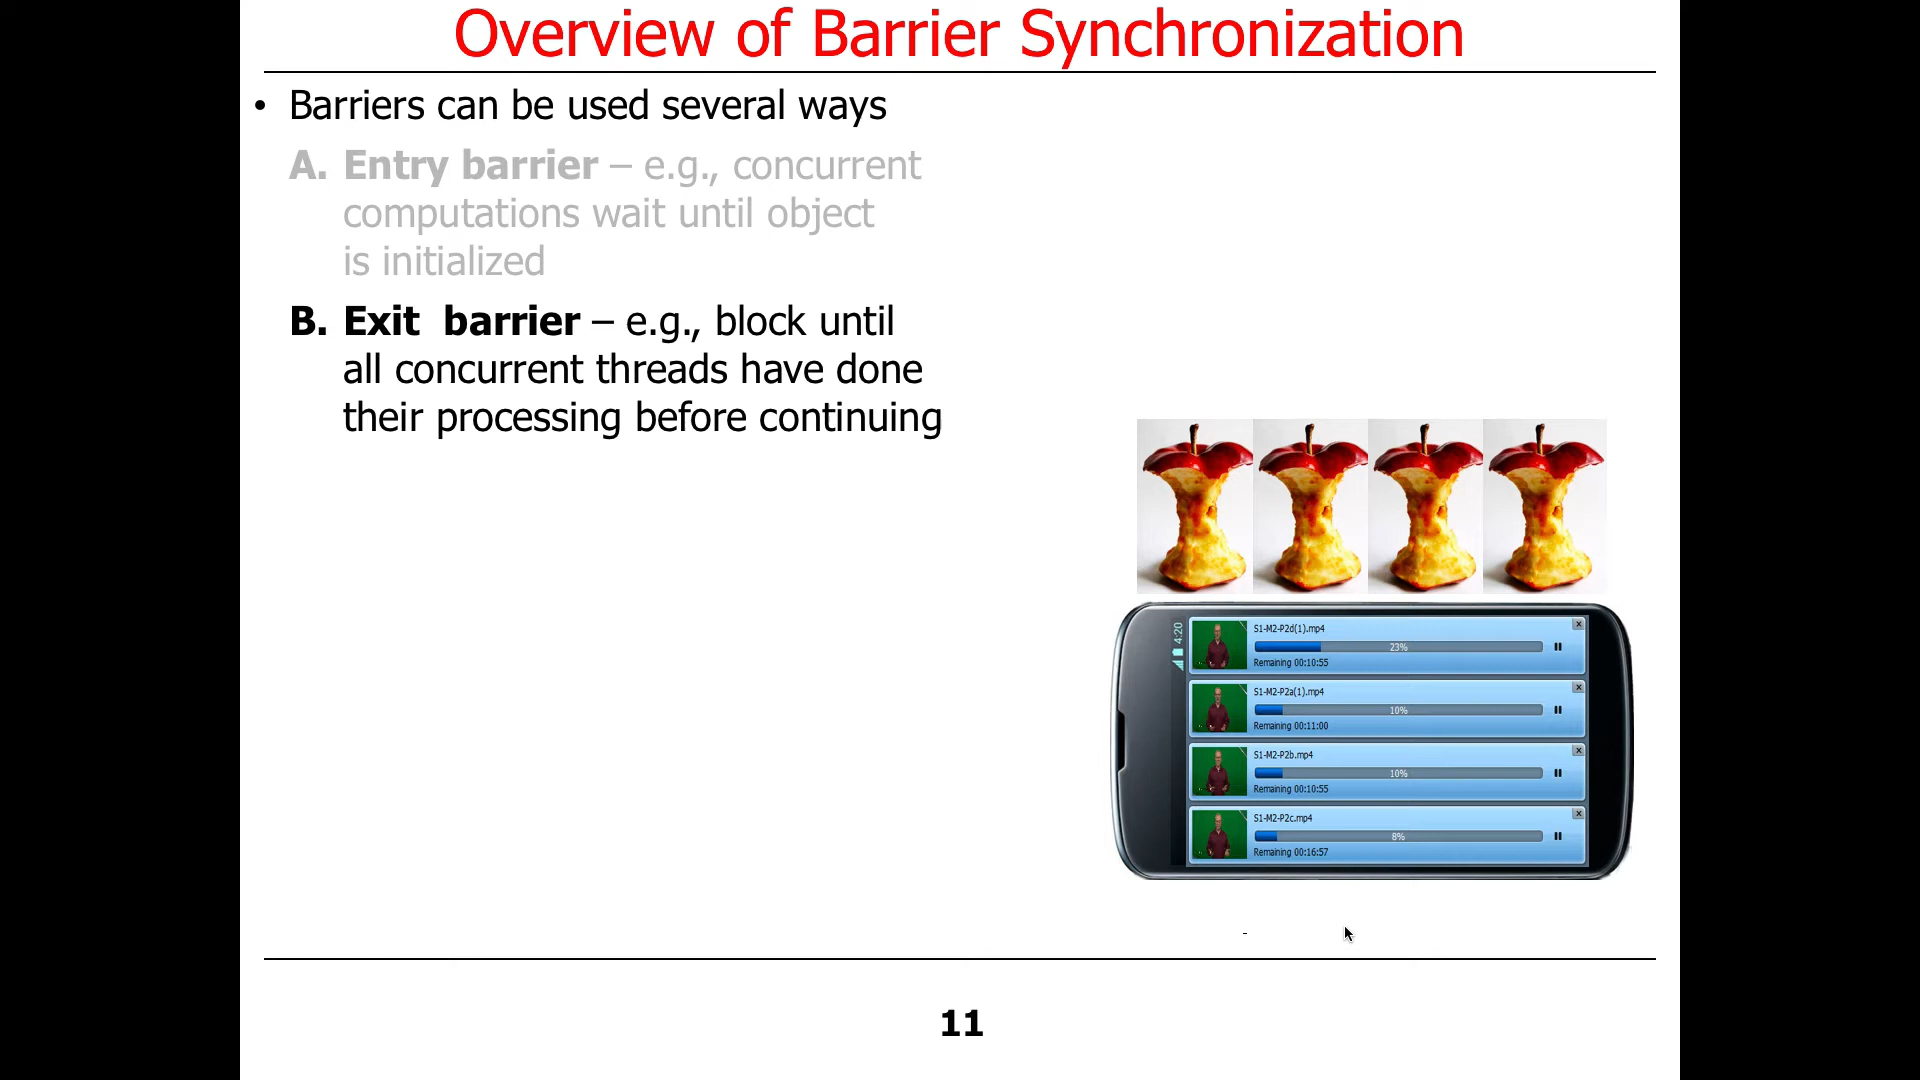 Overview of Barrier Synchronization
• Barriers can be used several ways
A. Entry barrier – e.g., concurrent
computations wait until object
is initialized
B. Exit barrier – e.g., block until
all concurrent threads have done
their processing before continuing
4:20
S1-M2-P2d(1).mp4
23%
Remaining 00:10:55
S1-M2-P2a(1).mp4
10%
Remaining 00:11:00
S1-M2-P2b.mp4
10%
Remaining 00:10:55
S1-M2-P2c.mp4
8%
Remaining 00:16:57
11